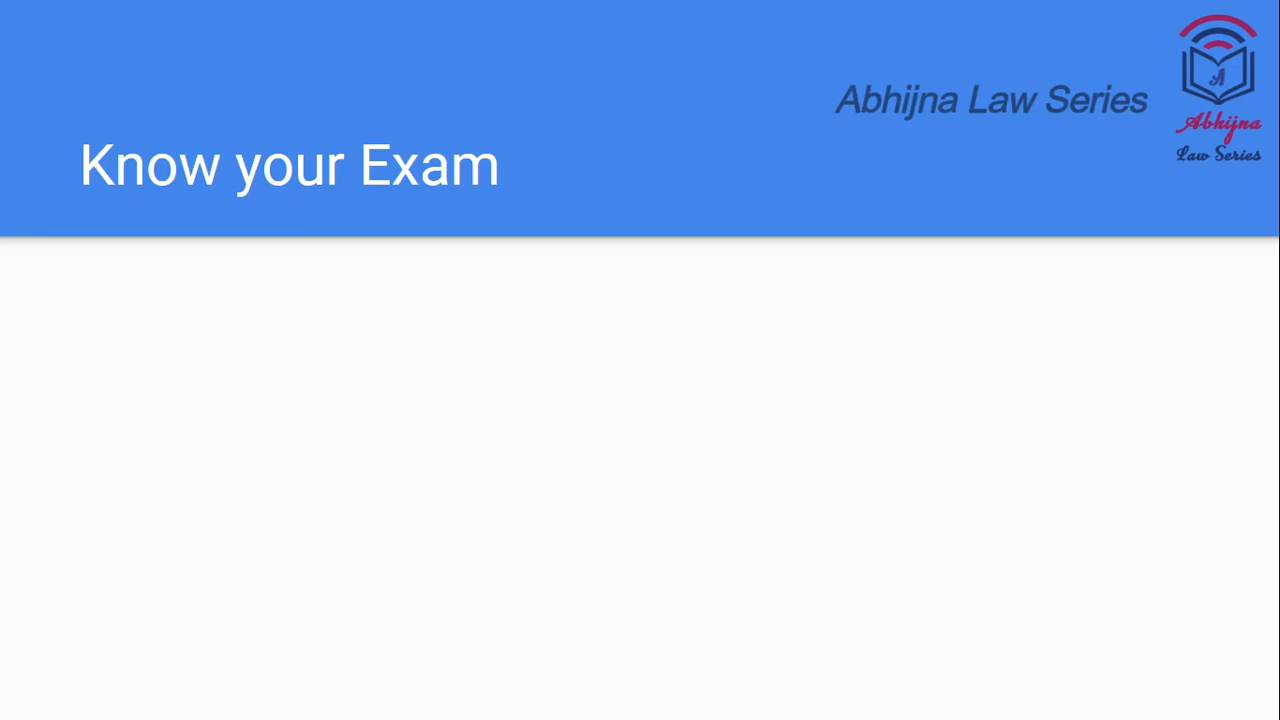 Abhijna Law Series
A
Abhijna
Law Series
Know your Exam